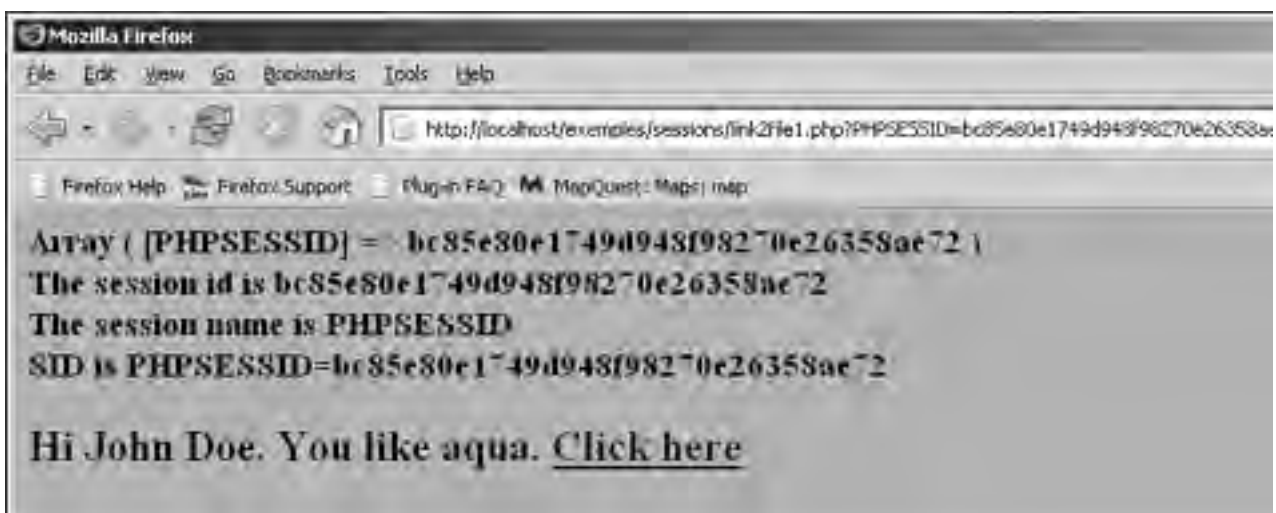 Mozilla Firefox
File Edit View Go Bookmarks Tools Help
http://localhost/exemples/sessions/link2File1.php?PHPSESSID=bc85e80e1749d948f98270e26358ae
Firefox Help Firefox Support Plug-in FAQ MapQuest: Maps: map
Array ( [PHPSESSID] => bc85e80e1749d948f98270e26358ae72 )
The session id is bc85e80e1749d948f98270e26358ae72
The session name is PHPSESSID
SID is PHPSESSID=bc85e80e1749d948f98270e26358ae72
Hi John Doe. You like aqua. Click here